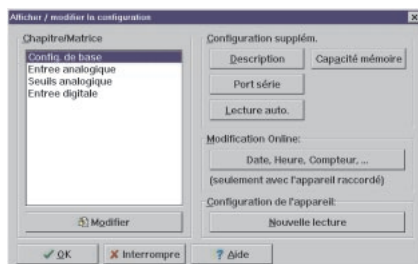 Afficher / modifier la configuration
Chapitre/Matrice
Config. de base
Entree analogique
Seuils analogique
Entree digitale
Modifier
Configuration supplém.
Description
Capacité mémoire
Port série
Lecture auto.
Modification Online:
Date, Heure, Compteur, ...
(seulement avec l'appareil raccordé)
Configuration de l'appareil:
Nouvelle lecture
OK
Interrompre
Aide